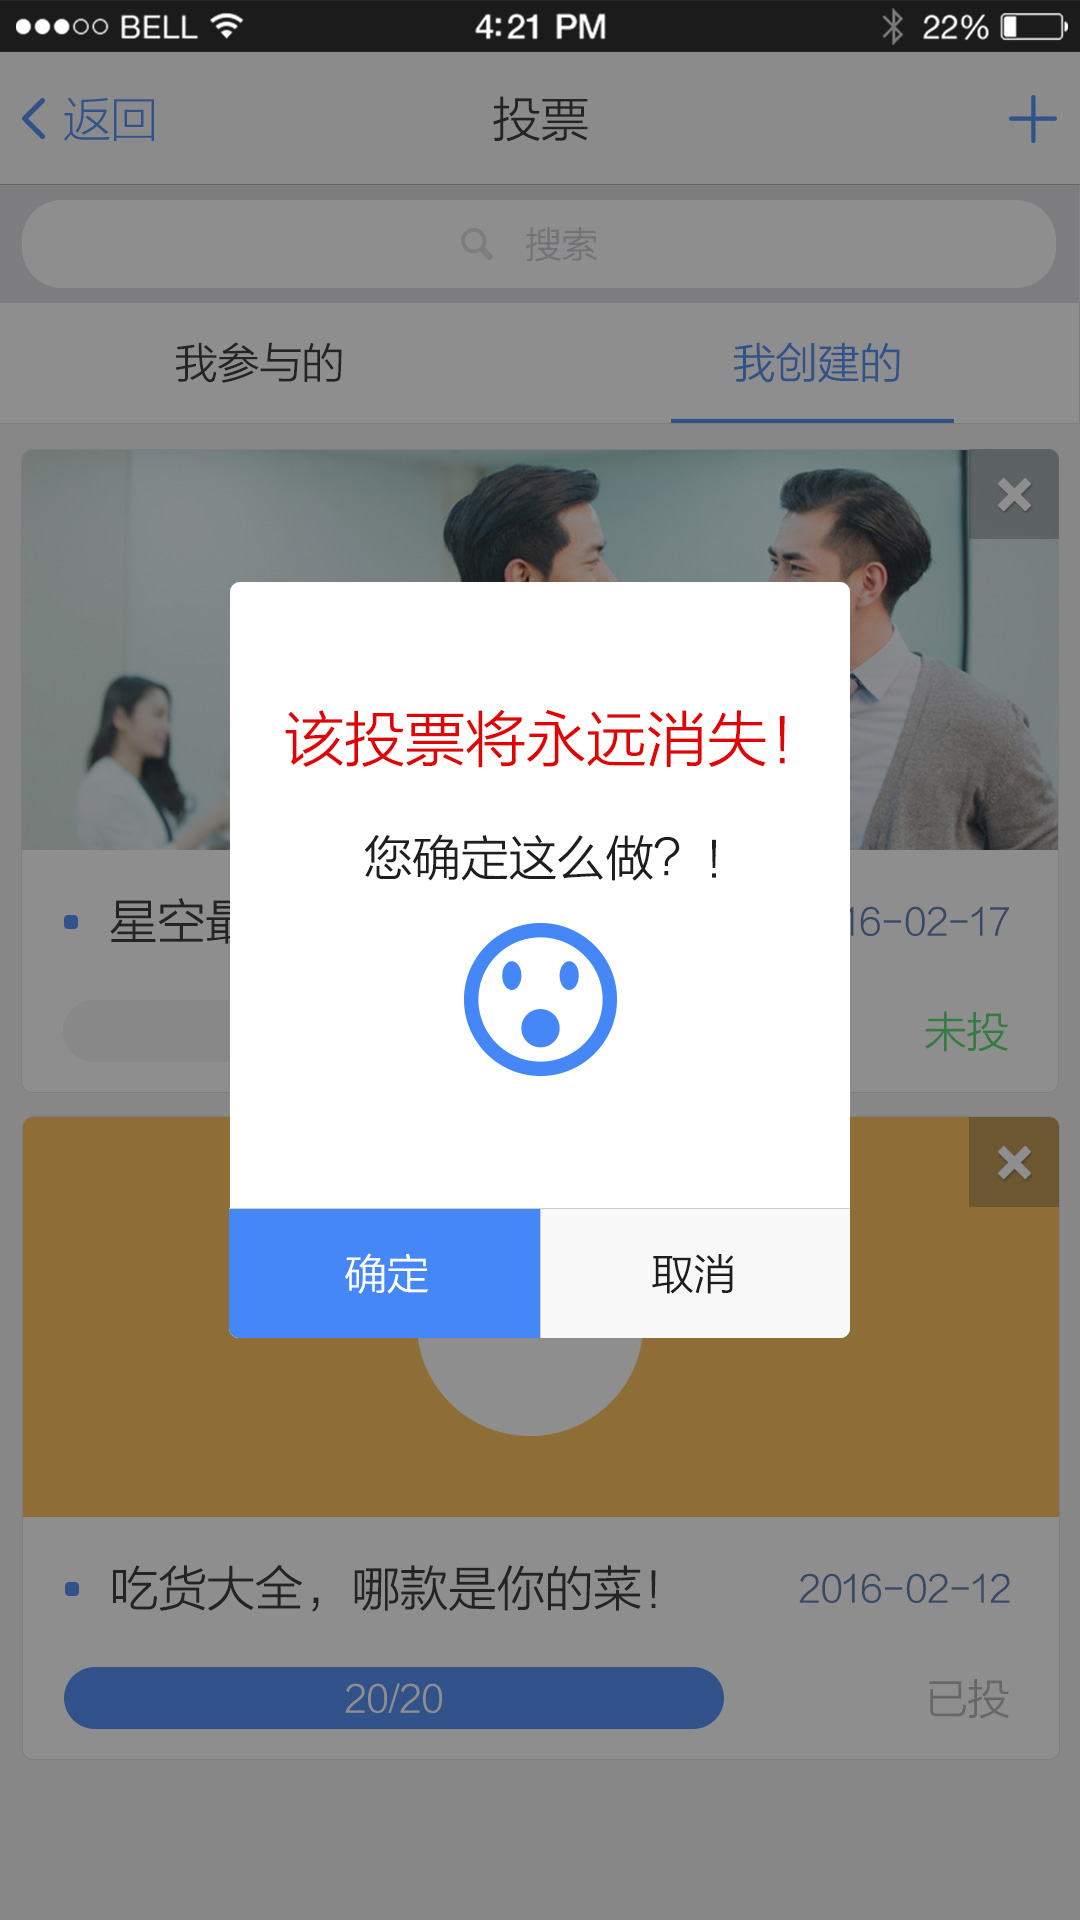 BELL 4:21 PM 22%
返回 投票
搜索
我参与的 我创建的
该投票将永远消失！
您确定这么做？！
星空 16-02-17
未投
确定 取消
吃货大全，哪款是你的菜！ 2016-02-12
20/20 已投